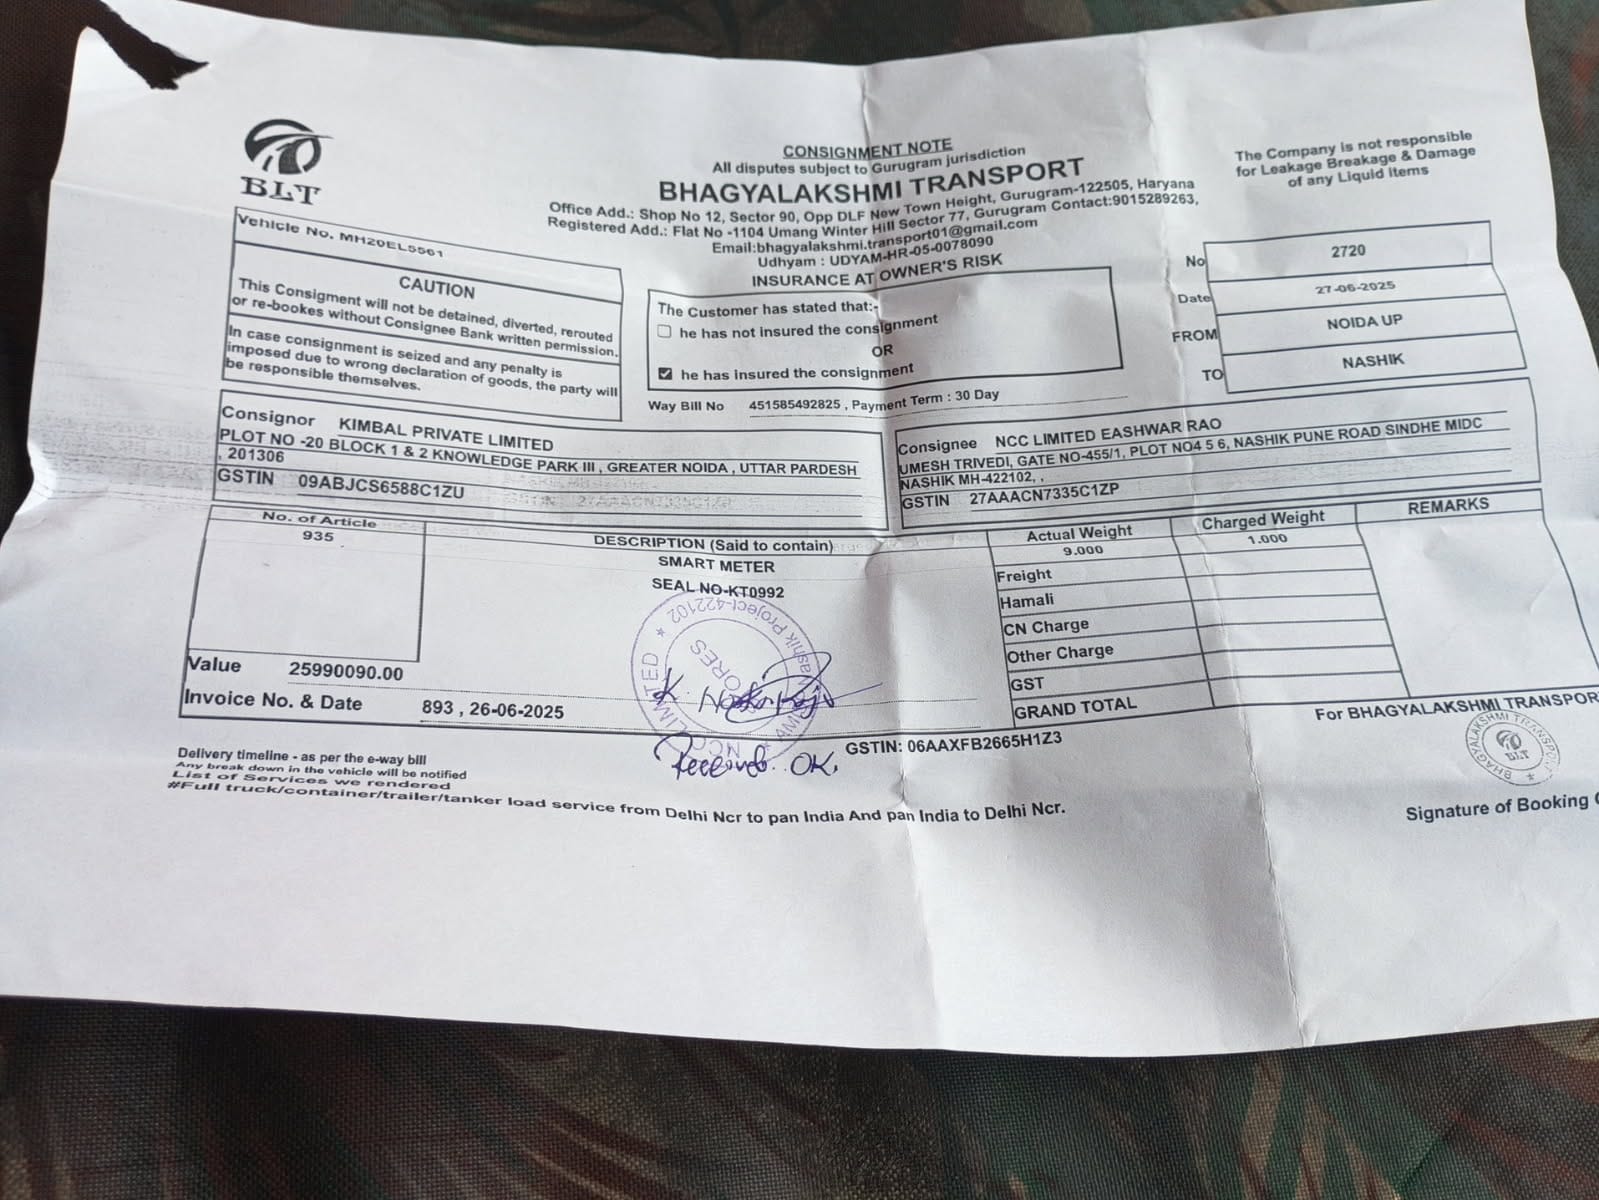 BLT
CONSIGNMENT NOTE
All disputes subject to Gurugram jurisdiction
BHAGYALAKSHMI TRANSPORT
Office Add.: Shop No 12, Sector 90, Opp DLF New Town Height, Gurugram-122505, Haryana
Registered Add.: Flat No -1104 Umang Winter Hill Sector 77, Gurugram Contact:9015289263,
Email:bhagyalakshmi.transport01@gmail.com
Udhyam : UDYAM-HR-05-0078090
INSURANCE AT OWNER'S RISK
The Company is not responsible
for Leakage Breakage & Damage
of any Liquid Items
Vehicle No. MH20EL5561
CAUTION
This Consigment will not be detained, diverted, rerouted
or re-bookes without Consignee Bank written permission.
In case consignment is seized and any penalty is
imposed due to wrong declaration of goods, the party will
be responsible themselves.
The Customer has stated that:-
he has not insured the consignment
OR
he has insured the consignment
Way Bill No 451585492825 , Payment Term : 30 Day
No 2720
Date 27-06-2025
FROM NOIDA UP
TO NASHIK
Consignor KIMBAL PRIVATE LIMITED
PLOT NO -20 BLOCK 1 & 2 KNOWLEDGE PARK III , GREATER NOIDA , UTTAR PARDESH
, 201306
GSTIN 09ABJCS6588C1ZU
Consignee NCC LIMITED EASHWAR RAO
UMESH TRIVEDI, GATE NO-455/1, PLOT NO4 5 6, NASHIK PUNE ROAD SINDHE MIDC
NASHIK MH-422102, ,
GSTIN 27AAACN7335C1ZP
No. of Article
935
DESCRIPTION (Said to contain)
SMART METER
SEAL NO-KT0992
Actual Weight Charged Weight REMARKS
9.000 1.000
Freight
Hamali
CN Charge
Other Charge
GST
GRAND TOTAL
Value 25990090.00
Invoice No. & Date 893 , 26-06-2025
NCC LIMITED * Nashik Project-422102 *
STORES
Received OK.
GSTIN: 06AAXFB2665H1Z3
For BHAGYALAKSHMI TRANSPOR
BHAGYALAKSHMI TRANSPORT
BLT
Signature of Booking
Delivery timeline - as per the e-way bill
Any break down in the vehicle will be notified
List of Services we rendered
#Full truck/container/trailer/tanker load service from Delhi Ncr to pan India And pan India to Delhi Ncr.